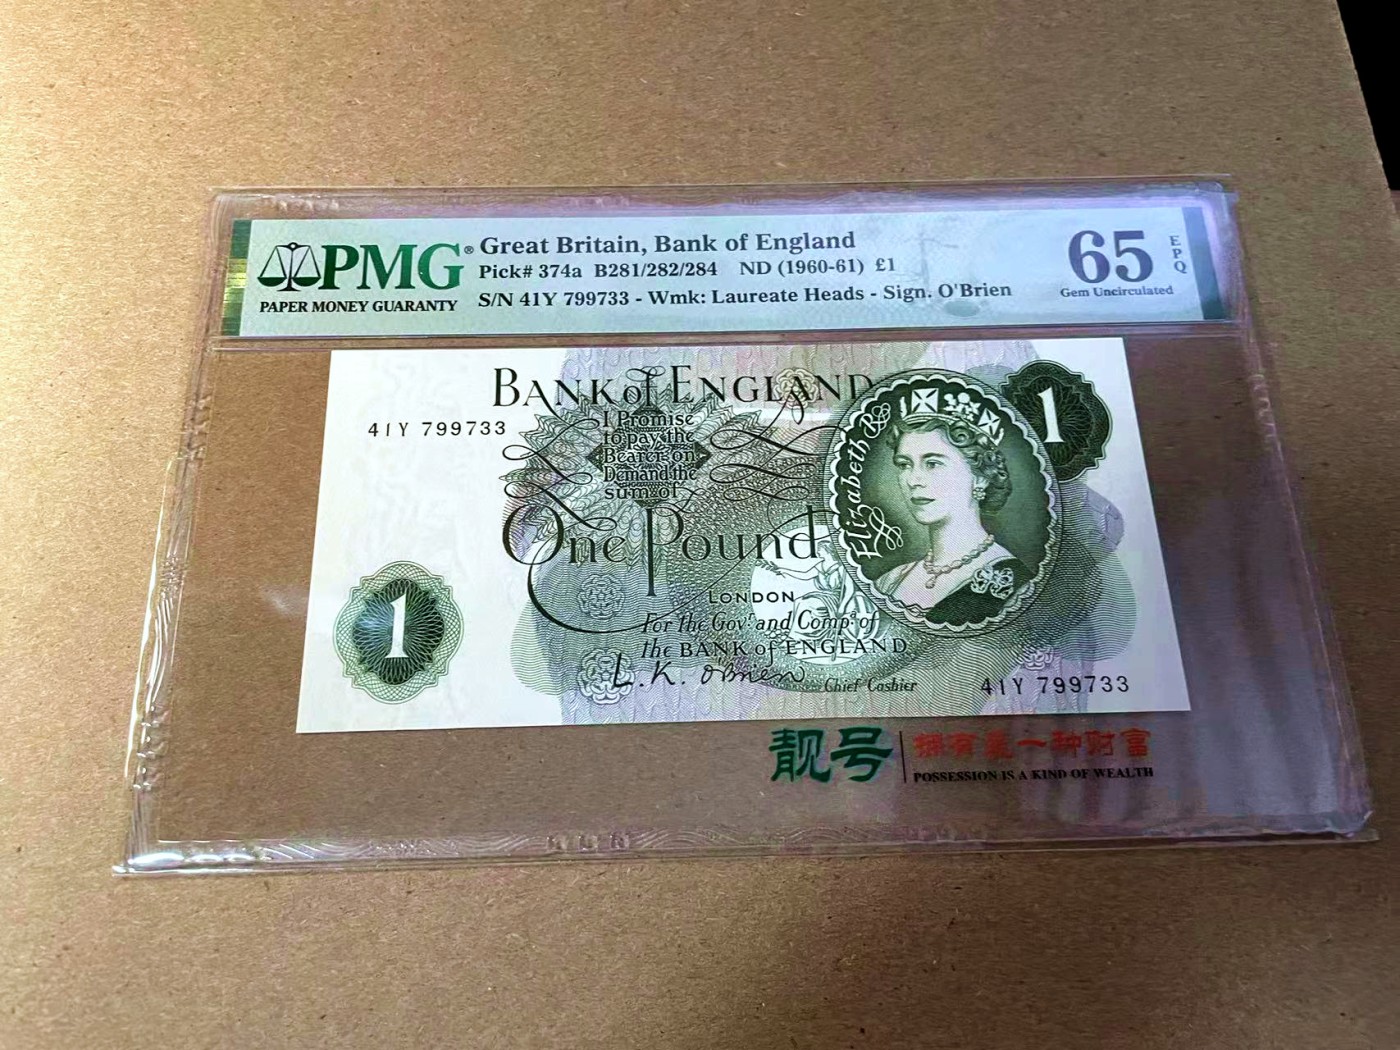 PMG®
PAPER MONEY GUARANTY
Great Britain, Bank of England
Pick# 374a B281/282/284 ND (1960-61) £1
S/N 41Y 799733 - Wmk: Laureate Heads - Sign. O'Brien
65
EPQ
Gem Uncirculated
BANK of ENGLAND
41Y 799733
I Promise
to pay the
Bearer on
Demand the
sum of
One Pound
Elizabeth R
1
1
LONDON
For the Govr. and Compa. of
the BANK of ENGLAND
L.K. O'Brien
Chief Cashier
41Y 799733
靓号
拥有是一种财富
POSSESSION IS A KIND OF WEALTH